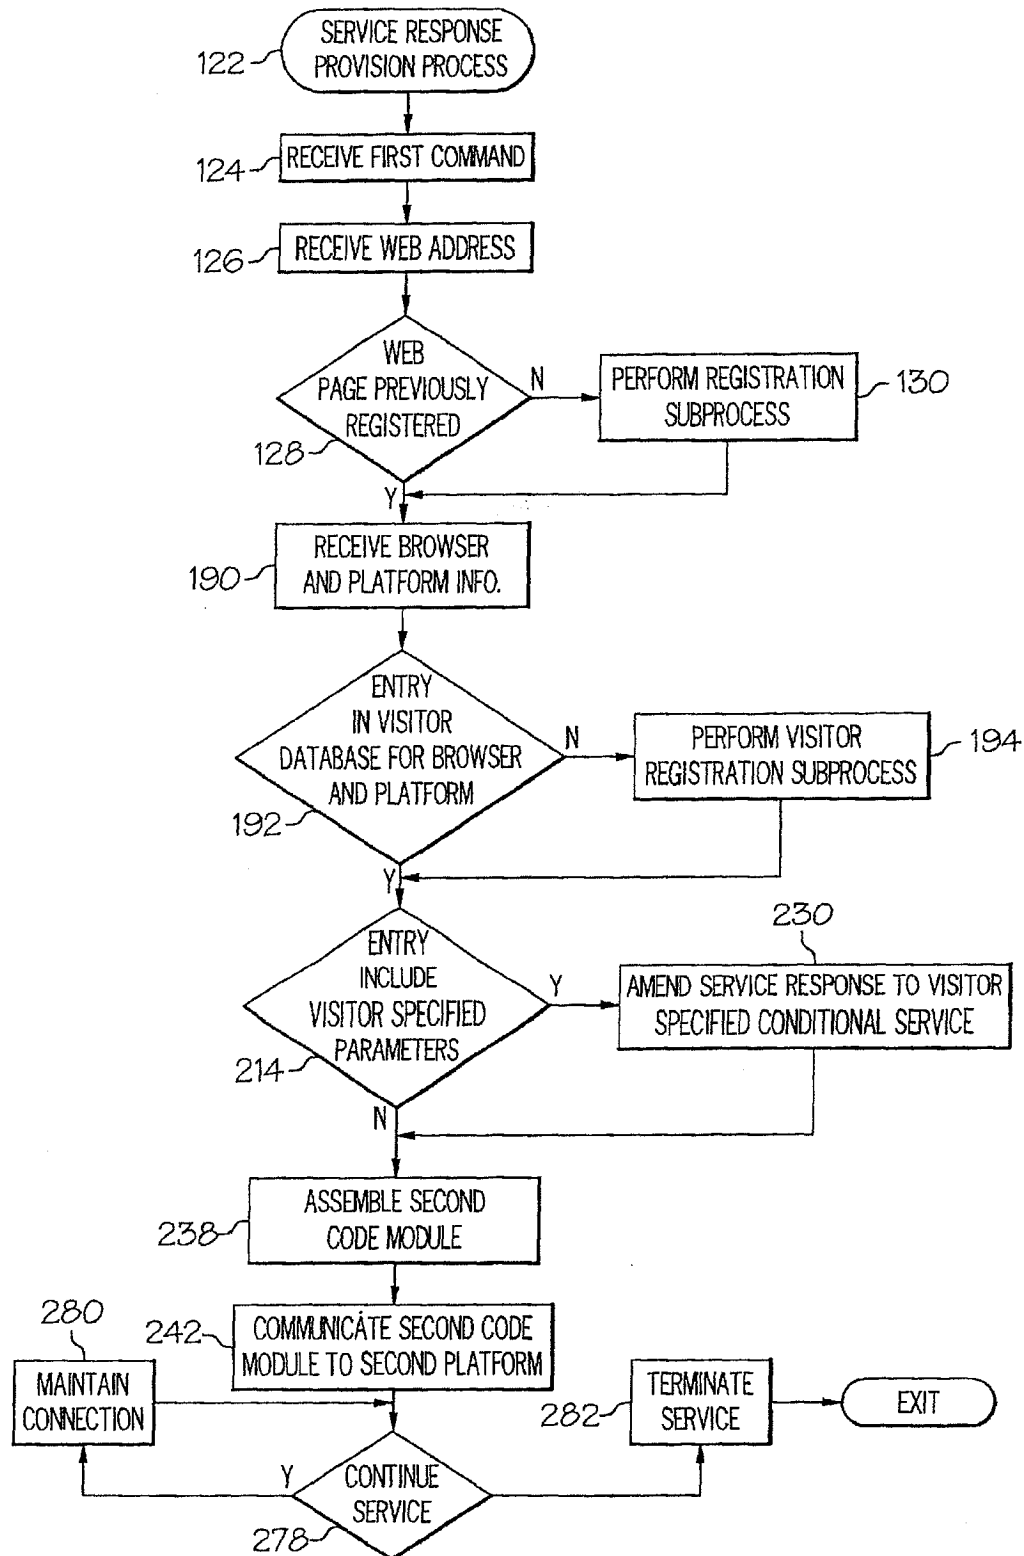 SERVICE RESPONSE
PROVISION PROCESS
122
RECEIVE FIRST COMMAND
124
RECEIVE WEB ADDRESS
126
WEB
PAGE PREVIOUSLY
REGISTERED
128
N
PERFORM REGISTRATION
SUBPROCESS
130
Y
RECEIVE BROWSER
AND PLATFORM INFO.
190
ENTRY
IN VISITOR
DATABASE FOR BROWSER
AND PLATFORM
192
N
PERFORM VISITOR
REGISTRATION SUBPROCESS
194
Y
ENTRY
INCLUDE
VISITOR SPECIFIED
PARAMETERS
214
Y
230
AMEND SERVICE RESPONSE TO VISITOR
SPECIFIED CONDITIONAL SERVICE
N
ASSEMBLE SECOND
CODE MODULE
238
COMMUNICATE SECOND CODE
MODULE TO SECOND PLATFORM
242
280
MAINTAIN
CONNECTION
TERMINATE
SERVICE
282
EXIT
Y
CONTINUE
SERVICE
278